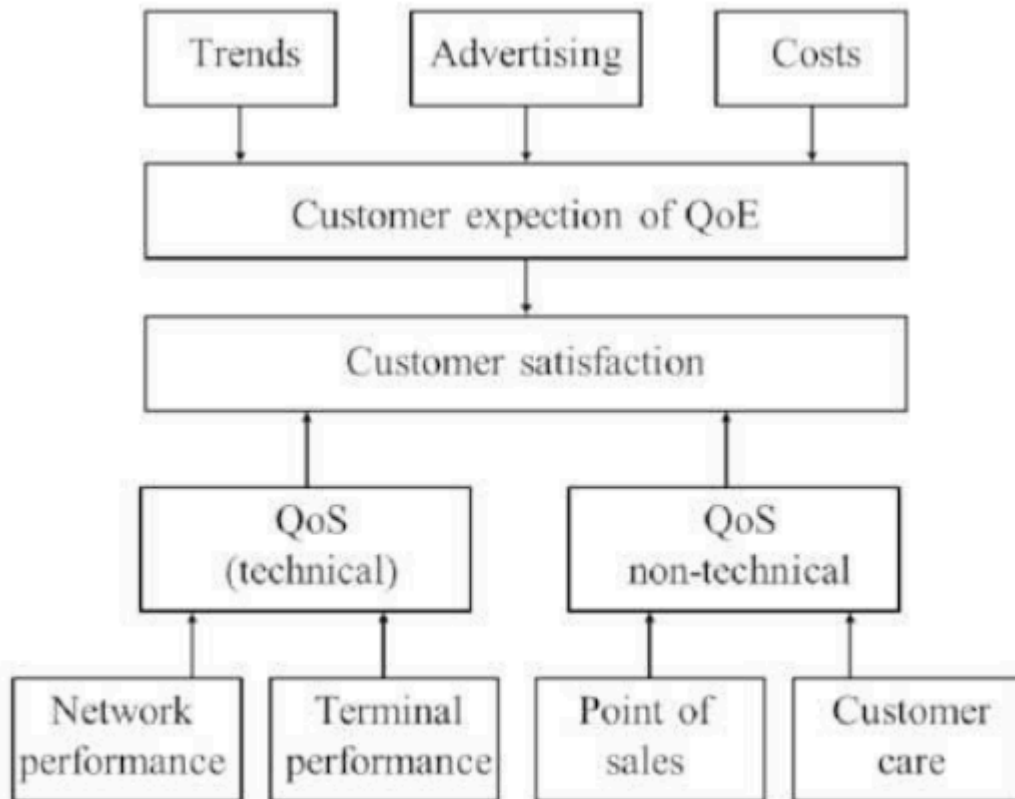 Trends
Advertising
Costs
Customer expection of QoE
Customer satisfaction
QoS
(technical)
QoS
non-technical
Network
performance
Terminal
performance
Point of
sales
Customer
care